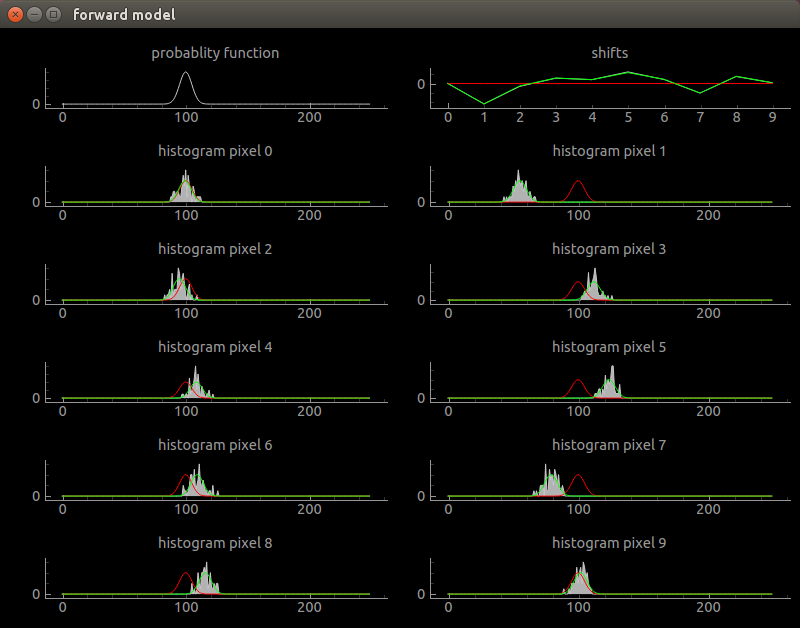 forward model
probablity function
shifts
0
0 100 200
0
0 1 2 3 4 5 6 7 8 9
histogram pixel 0
histogram pixel 1
0
0 100 200
0
0 100 200
histogram pixel 2
histogram pixel 3
0
0 100 200
0
0 100 200
histogram pixel 4
histogram pixel 5
0
0 100 200
0
0 100 200
histogram pixel 6
histogram pixel 7
0
0 100 200
0
0 100 200
histogram pixel 8
histogram pixel 9
0
0 100 200
0
0 100 200